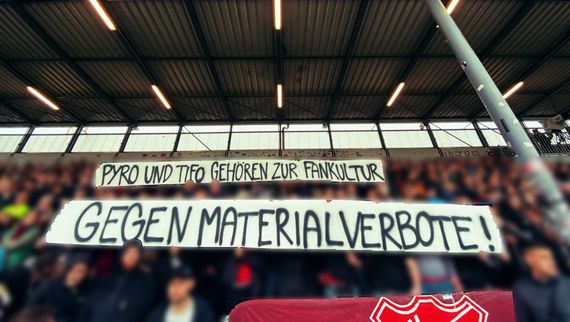 PYRO UND TIFO GEHÖREN ZUR FANKULTUR
GEGEN MATERIALVERBOTE!